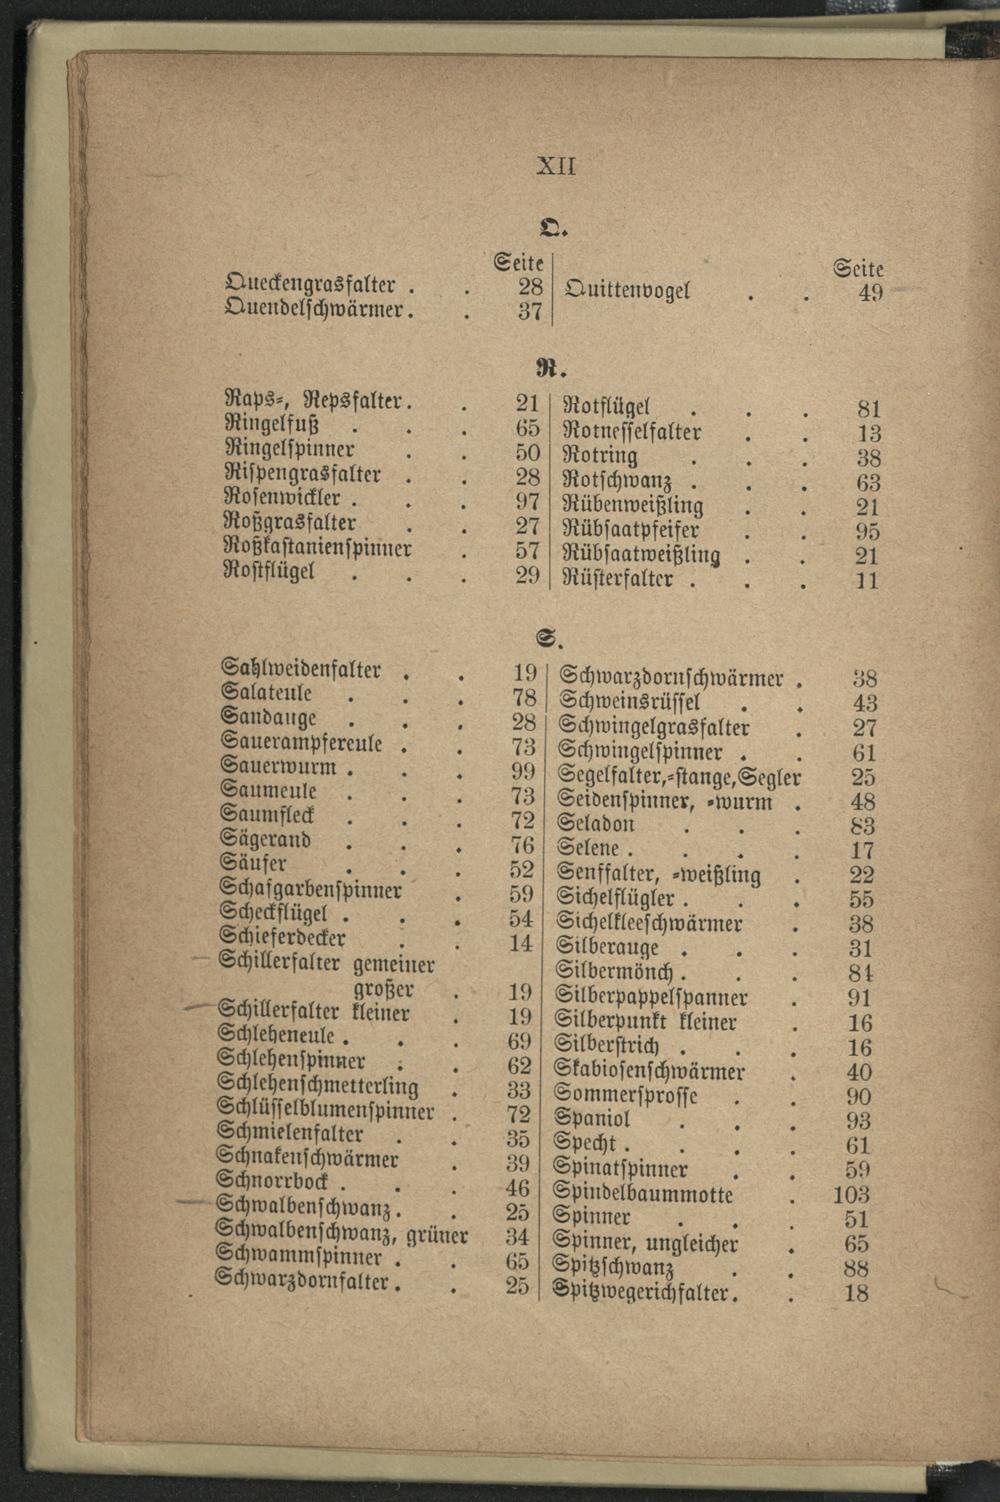 XII
Q.
Seite
Queckengrasfalter . . 28
Quendelschwärmer . . 37
Seite
Quittenvogel . . 49
R.
Raps-, Repsfalter . . 21
Ringelfuß . . . 65
Ringelspinner . . 50
Rispengrasfalter . . 28
Rosenwickler . . . 97
Roßgrasfalter . . 27
Roßkastanienspinner . 57
Rostflügel . . . 29
Rotflügel . . . 81
Rotnesselfalter . . 13
Rotring . . . 38
Rotschwanz . . . 63
Rübenweißling . . 21
Rübsaatpfeifer . . 95
Rübsaatweißling . . 21
Rüsterfalter . . . 11
S.
Sahlweidenfalter . . 19
Salateule . . . 78
Sandauge . . . 28
Sauerampfereule . . 73
Sauerwurm . . . 99
Saumeule . . . 73
Saumfleck . . . 72
Sägerand . . . 76
Säufer . . . 52
Schafgarbenspinner . 59
Scheckflügel . . . 54
Schieferdecker . . 14
Schillerfalter gemeiner
großer . 19
Schillerfalter kleiner . 19
Schleheneule . . . 69
Schlehenspinner . . 62
Schlehenschmetterling . 33
Schlüsselblumenspinner . 72
Schmielenfalter . . 35
Schnakenschwärmer . 39
Schnorrbock . . . 46
Schwalbenschwanz . . 25
Schwalbenschwanz, grüner 34
Schwammspinner . . 65
Schwarzdornfalter . . 25
Schwarzdornschwärmer . 38
Schweinsrüssel . . 43
Schwingelgrasfalter . 27
Schwingelspinner . . 61
Segelfalter,-stange, Segler 25
Seidenspinner, -wurm . 48
Seladon . . . 83
Selene . . . . 17
Senffalter, -weißling . 22
Sichelflügler . . . 55
Sichelkleeschwärmer . 38
Silberauge . . . 31
Silbermönch . . . 84
Silberpappelspanner . 91
Silberpunkt kleiner . 16
Silberstrich . . . 16
Skabiosenschwärmer . 40
Sommersprosse . . 90
Spaniol . . . 93
Specht . . . . 61
Spinatspinner . . 59
Spindelbaummotte . 103
Spinner . . . 51
Spinner, ungleicher . 65
Spitzschwanz . . 88
Spitzwegerichfalter . . 18